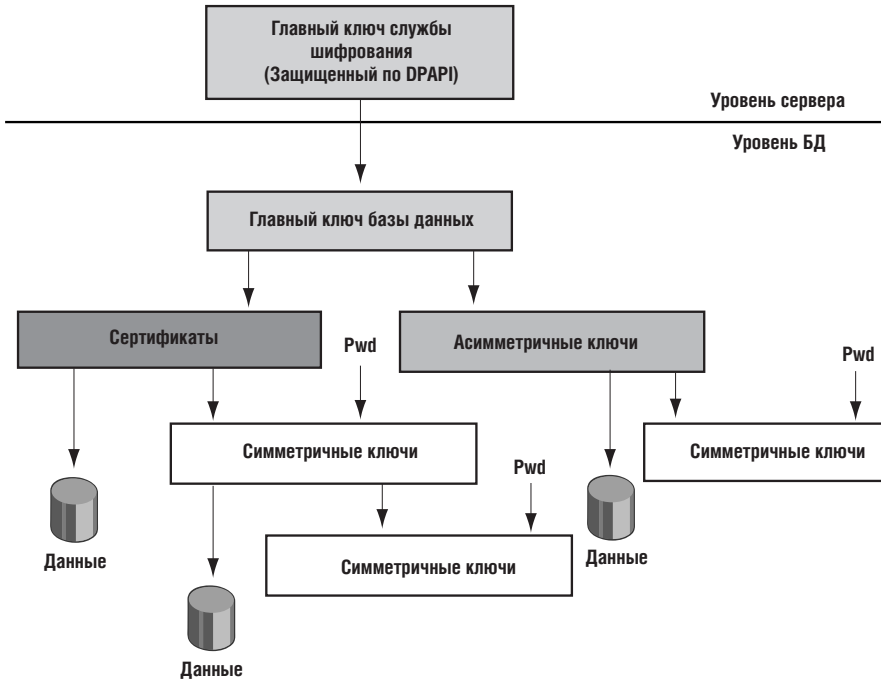 Главный ключ службы
шифрования
(Защищенный по DPAPI)
Уровень сервера
Уровень БД
Главный ключ базы данных
Сертификаты
Pwd
Асимметричные ключи
Pwd
Симметричные ключи
Симметричные ключи
Pwd
Данные
Данные
Симметричные ключи
Данные